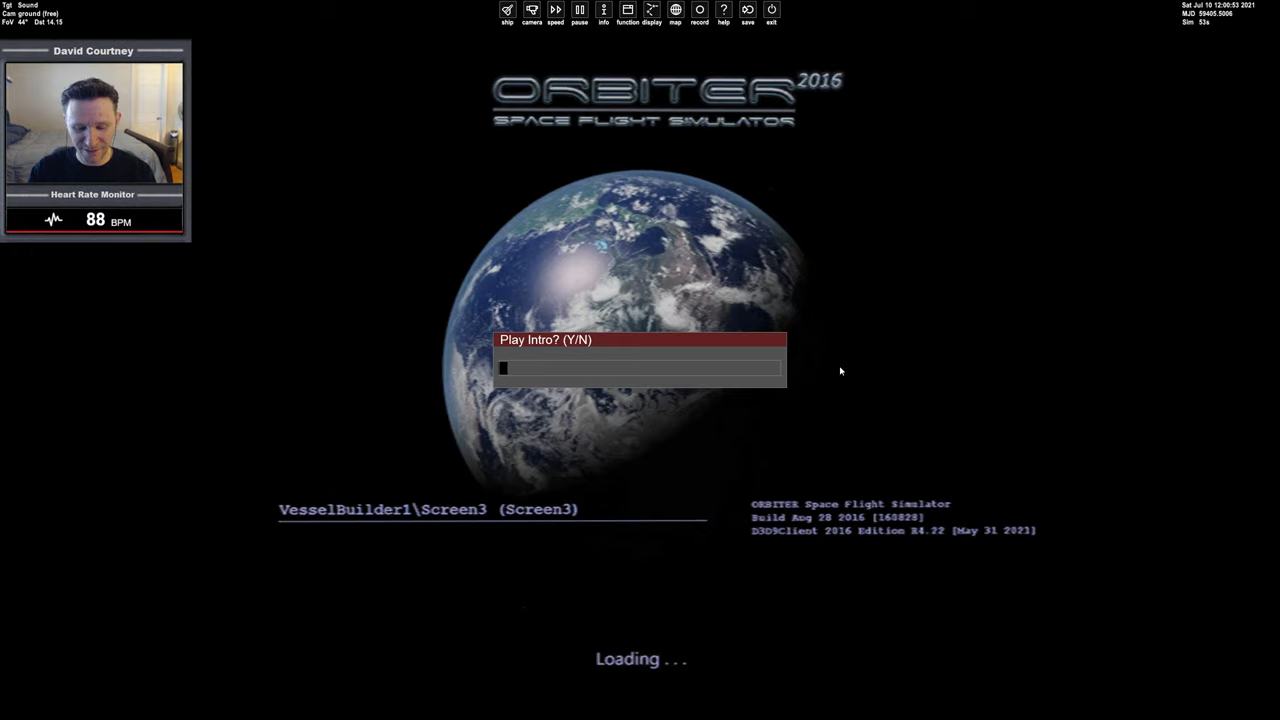 Tgt Sound
Cam ground (free)
FoV 44° Dst 14.15
ship camera speed pause info function display map record help save exit
Sat Jul 10 12:00:53 2021
MJD 59405.5006
Sim 53s
David Courtney
Heart Rate Monitor
88 BPM
ORBITER 2016
SPACE FLIGHT SIMULATOR
Play Intro? (Y/N)
VesselBuilder1\Screen3 (Screen3)
ORBITER Space Flight Simulator
Build Aug 28 2016 [160828]
D3D9Client 2016 Edition R4.22 [May 31 2021]
Loading ...